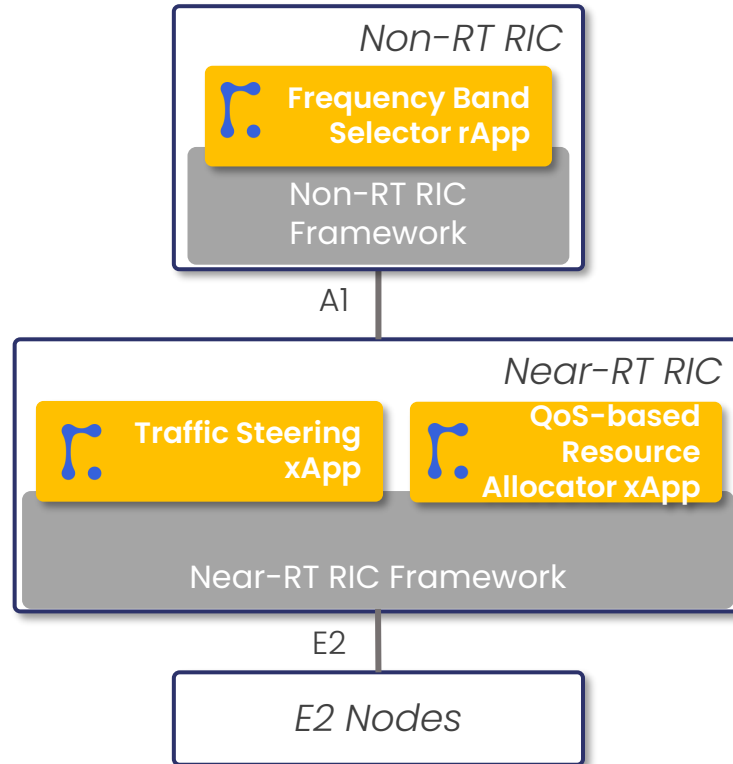 Non-RT RIC
Frequency Band
Selector rApp
Non-RT RIC
Framework
A1
Near-RT RIC
Traffic Steering
xApp
QoS-based
Resource
Allocator xApp
Near-RT RIC Framework
E2
E2 Nodes